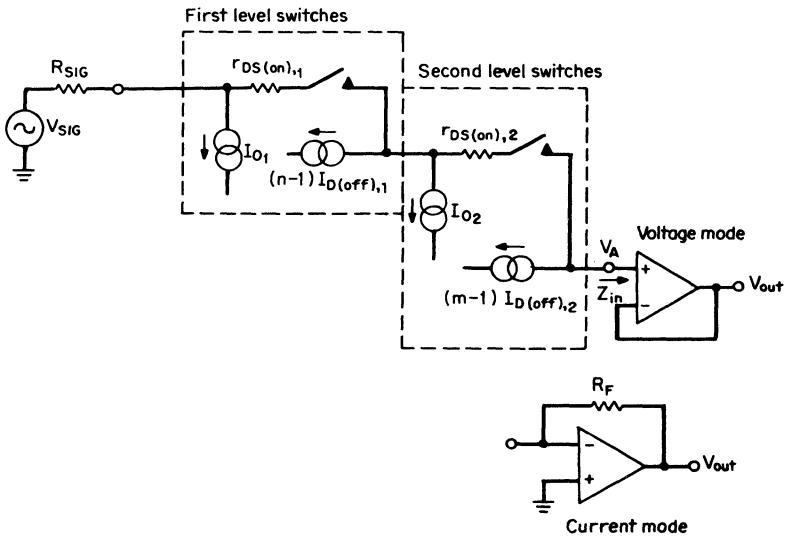 First level switches
R_SIG
r_DS(on),1
Second level switches
V_SIG
I_O1
(n-1) I_D(off),1
r_DS(on),2
I_O2
(m-1) I_D(off),2
V_A
Z_in
Voltage mode
+
-
V_out
R_F
-
+
V_out
Current mode